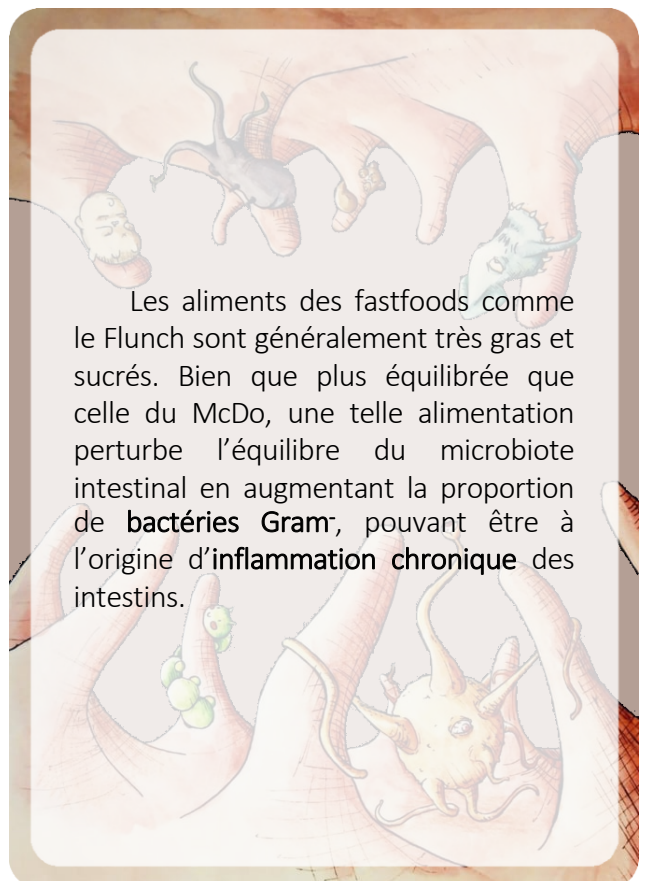 Les aliments des fastfoods comme
le Flunch sont généralement très gras et
sucrés. Bien que plus équilibrée que
celle du McDo, une telle alimentation
perturbe l’équilibre du microbiote
intestinal en augmentant la proportion
de bactéries Gram⁻, pouvant être à
l’origine d’inflammation chronique des
intestins.